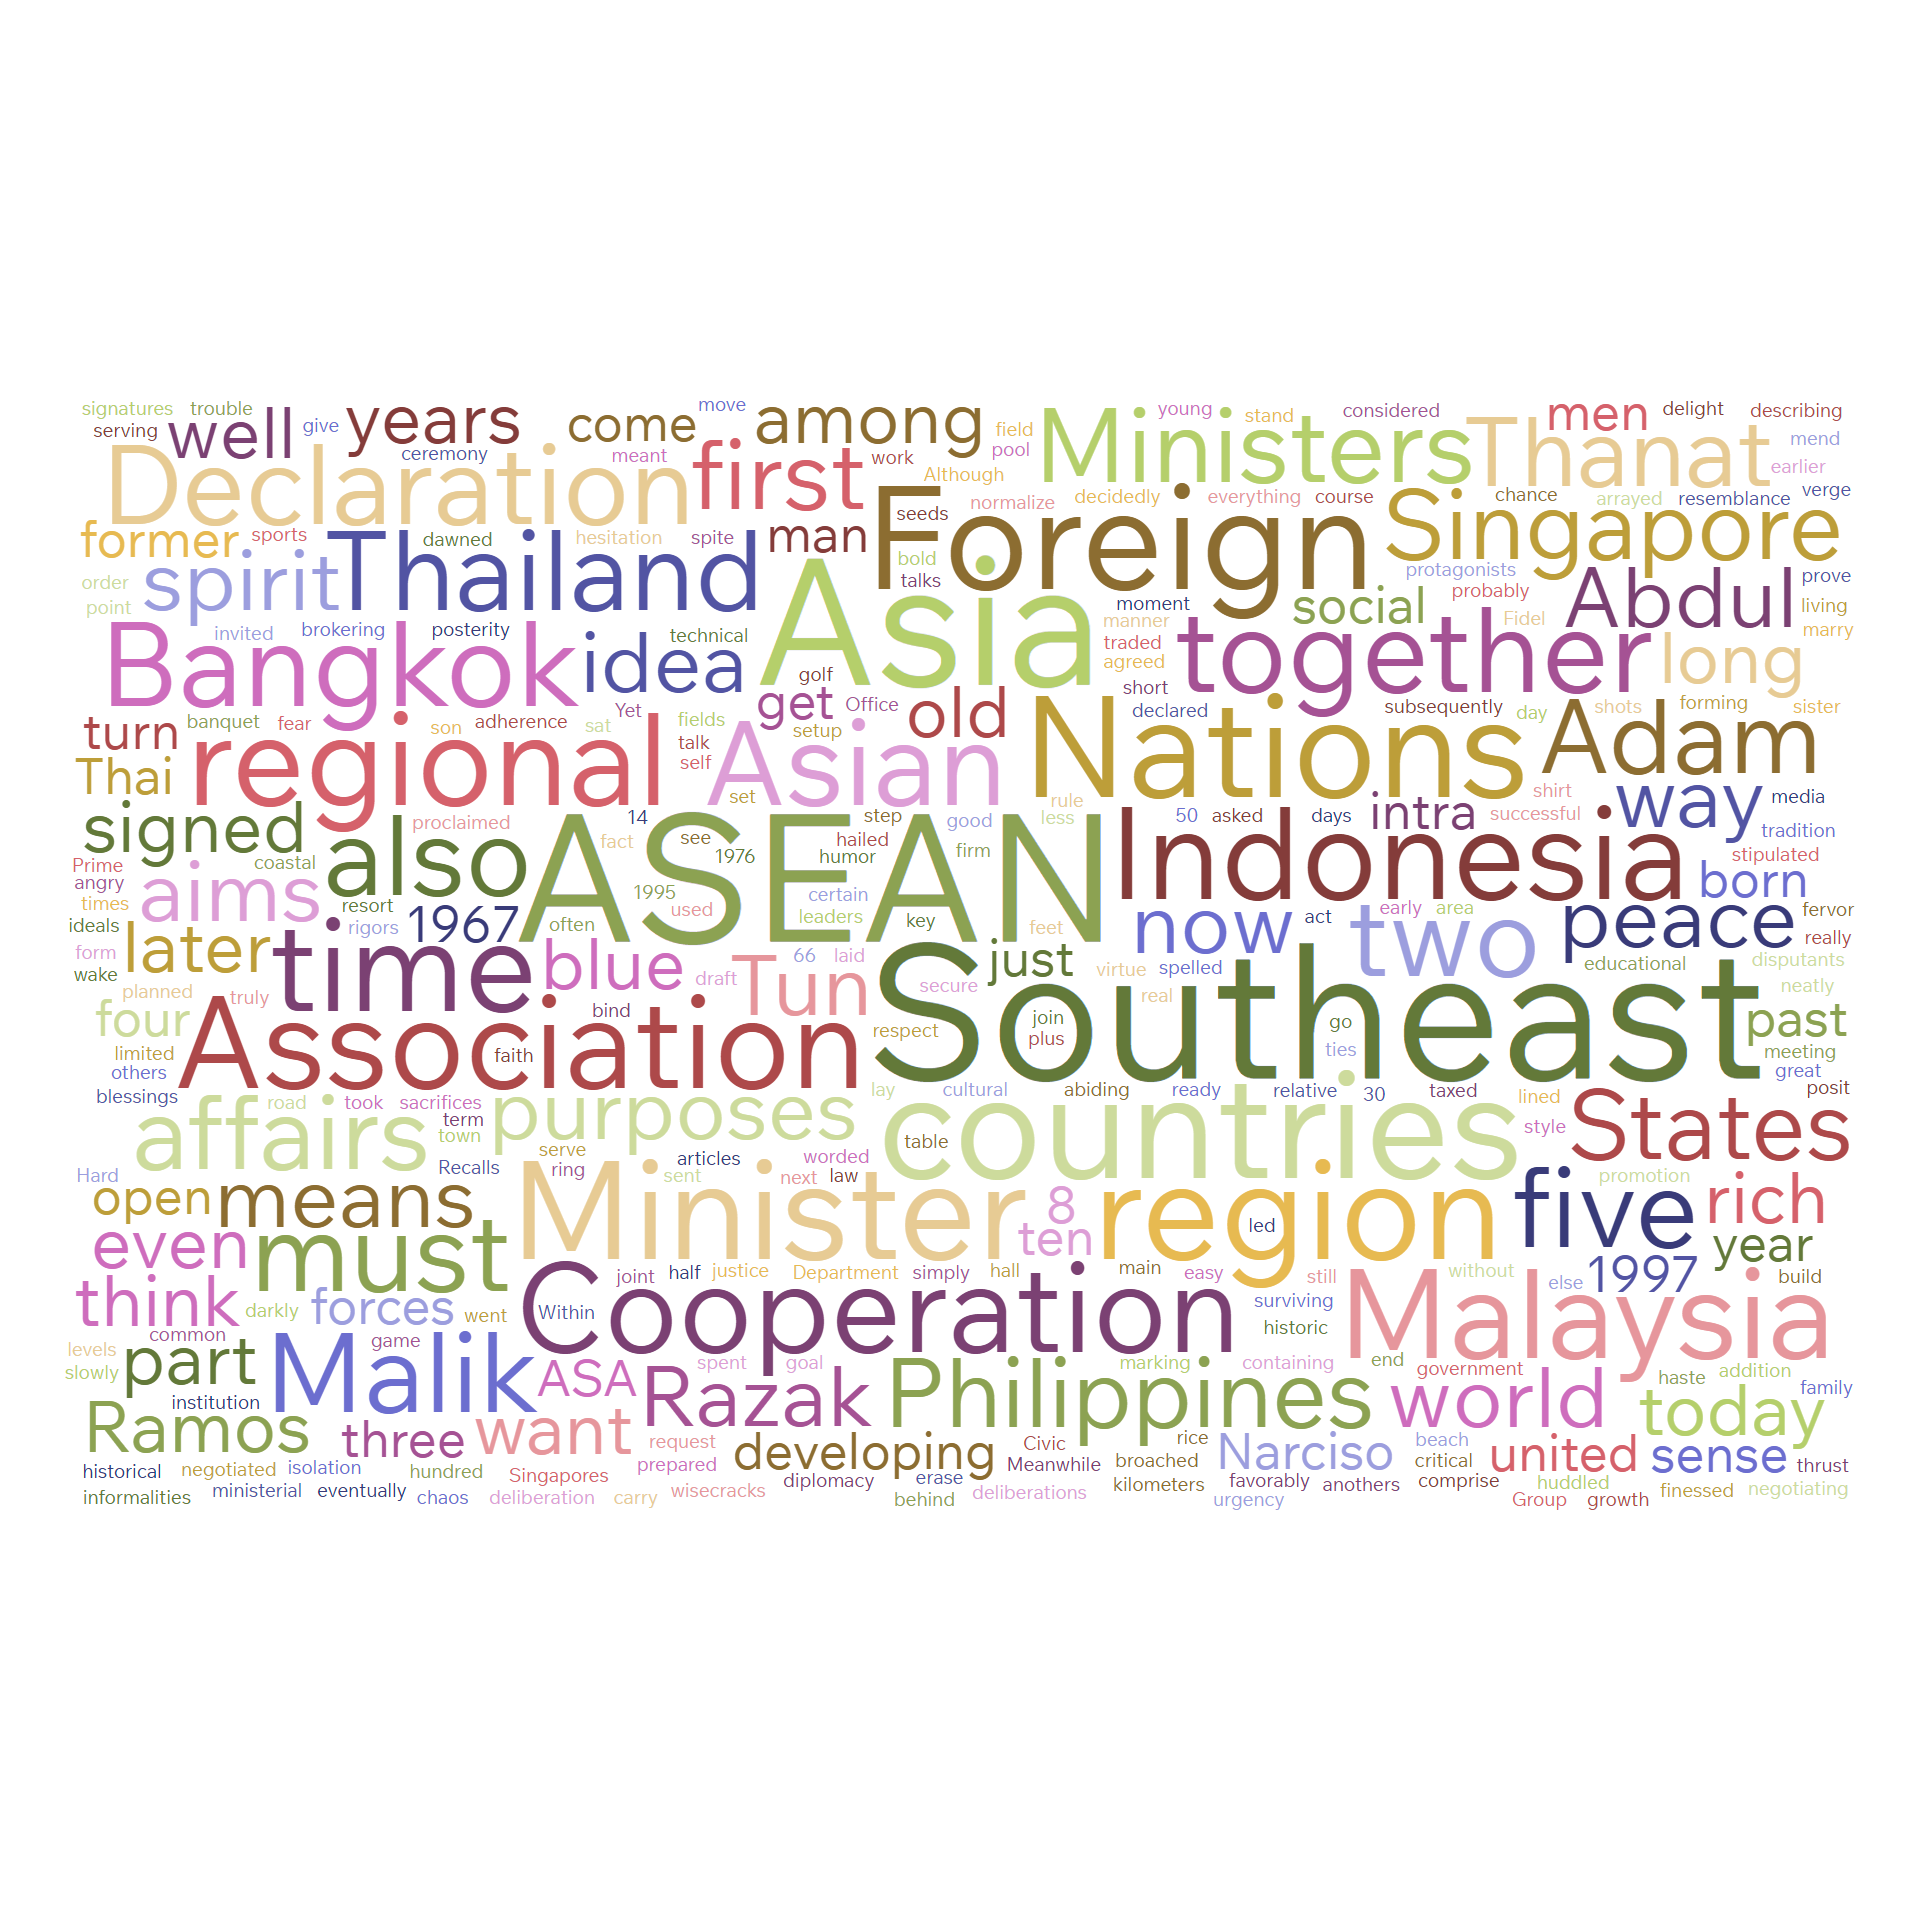 signatures trouble give years come move among Ministers young stand considered men delight describing
serving well ceremony meant first work field pool Thanat mend earlier
Declaration Although normalize decidedly everything course chance arrayed resemblance verge
former sports dawned hesitation spite man seeds Foreign Singapore
order spirit Thailand bold talks Asia protagonists probably prove
point invited brokering posterity technical moment manner social Fidel Abdul living marry
Bangkok idea golf traded agreed together long
turn banquet fear son adherence sat Yet fields get Office old short declared subsequently day shots forming sister
Thai regional talk self Asian setup Nations Adam
signed proclaimed 14 fact set see 1976 step hailed humor good firm rule less 50 asked days intra shirt successful way media tradition
Prime angry times coastal also ASEAN Indonesia stipulated born
ideals aims resort rigors 1967 often 1995 used certain leaders key feet now act early area two peace fervor really
form wake later time blue draft Tun 66 laid secure just virtue spelled real educational disputants neatly
planned truly four bind respect Southeast join plus go ties past
limited others Association faith meeting great
blessings road took sacrifices term town lay cultural abiding ready relative 30 taxed lined posit
affairs purposes countries table style States
Hard Recalls serve ring articles sent worded next law promotion
open means Minister 8 ten region led five rich
even must year
think darkly forces went joint half justice Department simply hall main easy still without else 1997 build
common Within Cooperation surviving historic Malaysia
levels slowly part game Malik ASA spent goal marking containing end government haste addition family
institution Razak Philippines world today
Ramos three want request prepared developing Civic Meanwhile broached rice Narciso beach critical united sense thrust
historical negotiated isolation hundred Singapores diplomacy erase kilometers favorably anothers comprise huddled finessed negotiating
informalities ministerial eventually chaos deliberation carry wisecracks behind deliberations urgency Group growth